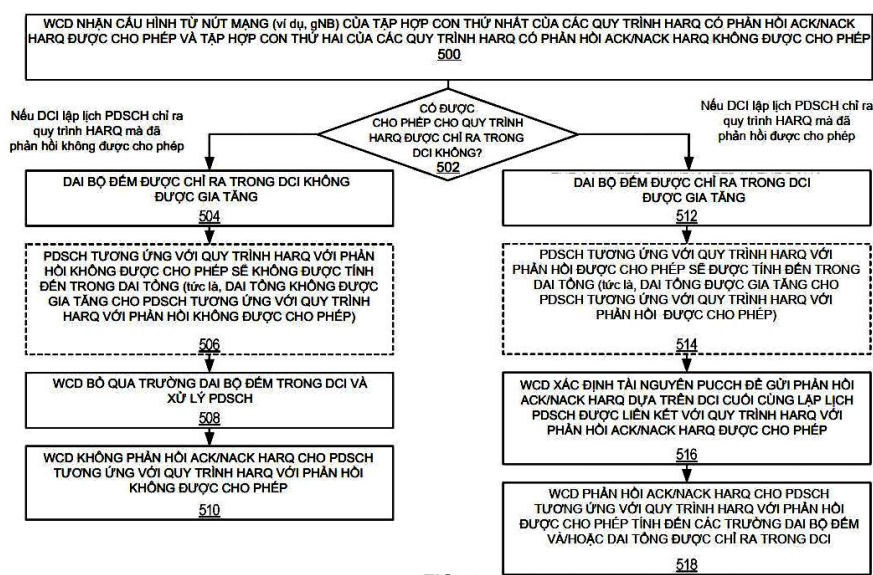 WCD NHẬN CẤU HÌNH TỪ NÚT MẠNG (ví dụ, gNB) CỦA TẬP HỢP CON THỨ NHẤT CỦA CÁC QUY TRÌNH HARQ CÓ PHẢN HỒI ACK/NACK
HARQ ĐƯỢC CHO PHÉP VÀ TẬP HỢP CON THỨ HAI CỦA CÁC QUY TRÌNH HARQ CÓ PHẢN HỒI ACK/NACK HARQ KHÔNG ĐƯỢC CHO PHÉP
500
CÓ ĐƯỢC
CHO PHÉP CHO QUY TRÌNH
HARQ ĐƯỢC CHỈ RA TRONG
DCI KHÔNG?
502
Nếu DCI lập lịch PDSCH chỉ ra
quy trình HARQ mà đã
phản hồi không được cho phép
DAI BỘ ĐẾM ĐƯỢC CHỈ RA TRONG DCI KHÔNG
ĐƯỢC GIA TĂNG
504
PDSCH TƯƠNG ỨNG VỚI QUY TRÌNH HARQ VỚI PHẢN
HỒI KHÔNG ĐƯỢC CHO PHÉP SẼ KHÔNG ĐƯỢC TÍNH
ĐẾN TRONG DAI TỔNG (tức là, DAI TỔNG KHÔNG ĐƯỢC
GIA TĂNG CHO PDSCH TƯƠNG ỨNG VỚI QUY TRÌNH
HARQ VỚI PHẢN HỒI KHÔNG ĐƯỢC CHO PHÉP)
506
WCD BỎ QUA TRƯỜNG DAI BỘ ĐẾM TRONG DCI VÀ
XỬ LÝ PDSCH
508
WCD KHÔNG PHẢN HỒI ACK/NACK HARQ CHO PDSCH
TƯƠNG ỨNG VỚI QUY TRÌNH HARQ VỚI PHẢN HỒI
KHÔNG ĐƯỢC CHO PHÉP
510
Nếu DCI lập lịch PDSCH chỉ ra
quy trình HARQ mà đã
phản hồi được cho phép
DAI BỘ ĐẾM ĐƯỢC CHỈ RA TRONG DCI
ĐƯỢC GIA TĂNG
512
PDSCH TƯƠNG ỨNG VỚI QUY TRÌNH HARQ VỚI
PHẢN HỒI ĐƯỢC CHO PHÉP SẼ ĐƯỢC TÍNH ĐẾN TRONG
DAI TỔNG (tức là, DAI TỔNG ĐƯỢC GIA TĂNG CHO
PDSCH TƯƠNG ỨNG VỚI QUY TRÌNH HARQ VỚI
PHẢN HỒI ĐƯỢC CHO PHÉP)
514
WCD XÁC ĐỊNH TÀI NGUYÊN PUCCH ĐỂ GỬI PHẢN HỒI
ACK/NACK HARQ DỰA TRÊN DCI CUỐI CÙNG LẬP LỊCH
PDSCH ĐƯỢC LIÊN KẾT VỚI QUY TRÌNH HARQ VỚI
PHẢN HỒI ACK/NACK HARQ ĐƯỢC CHO PHÉP
516
WCD PHẢN HỒI ACK/NACK HARQ CHO PDSCH
TƯƠNG ỨNG VỚI QUY TRÌNH HARQ VỚI PHẢN HỒI
ĐƯỢC CHO PHÉP TÍNH ĐẾN CÁC TRƯỜNG DAI BỘ ĐẾM
VÀ/HOẶC DAI TỔNG ĐƯỢC CHỈ RA TRONG DCI
518